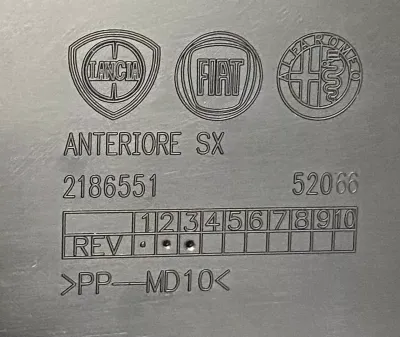 LANCIA FIAT ALFA ROMEO
ANTERIORE SX
2186551 52066
1 2 3 4 5 6 7 8 9 10
REV
>PP-MD10<